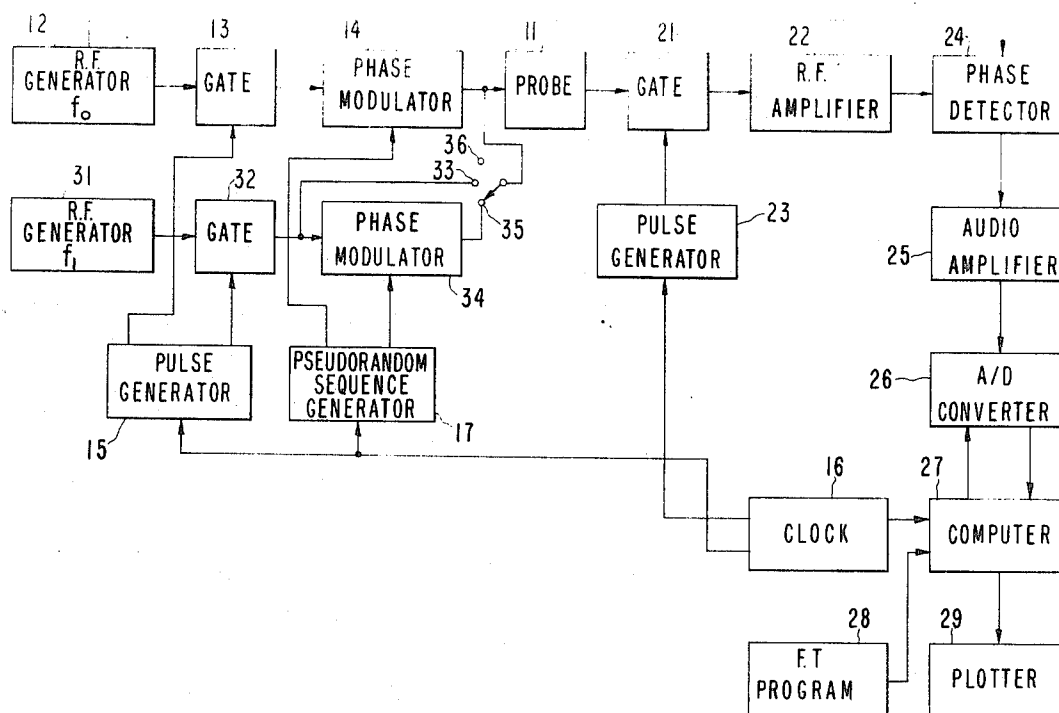 12
13
14
11
21
22
24
R.F.
GENERATOR
f₀
GATE
PHASE
MODULATOR
PROBE
GATE
R.F.
AMPLIFIER
PHASE
DETECTOR
36
33
31
32
35
23
R.F.
GENERATOR
f₁
GATE
PHASE
MODULATOR
34
PULSE
GENERATOR
AUDIO
AMPLIFIER
25
PULSE
GENERATOR
15
PSEUDORANDOM
SEQUENCE
GENERATOR
17
26
A/D
CONVERTER
16
CLOCK
27
COMPUTER
28
F.T
PROGRAM
29
PLOTTER